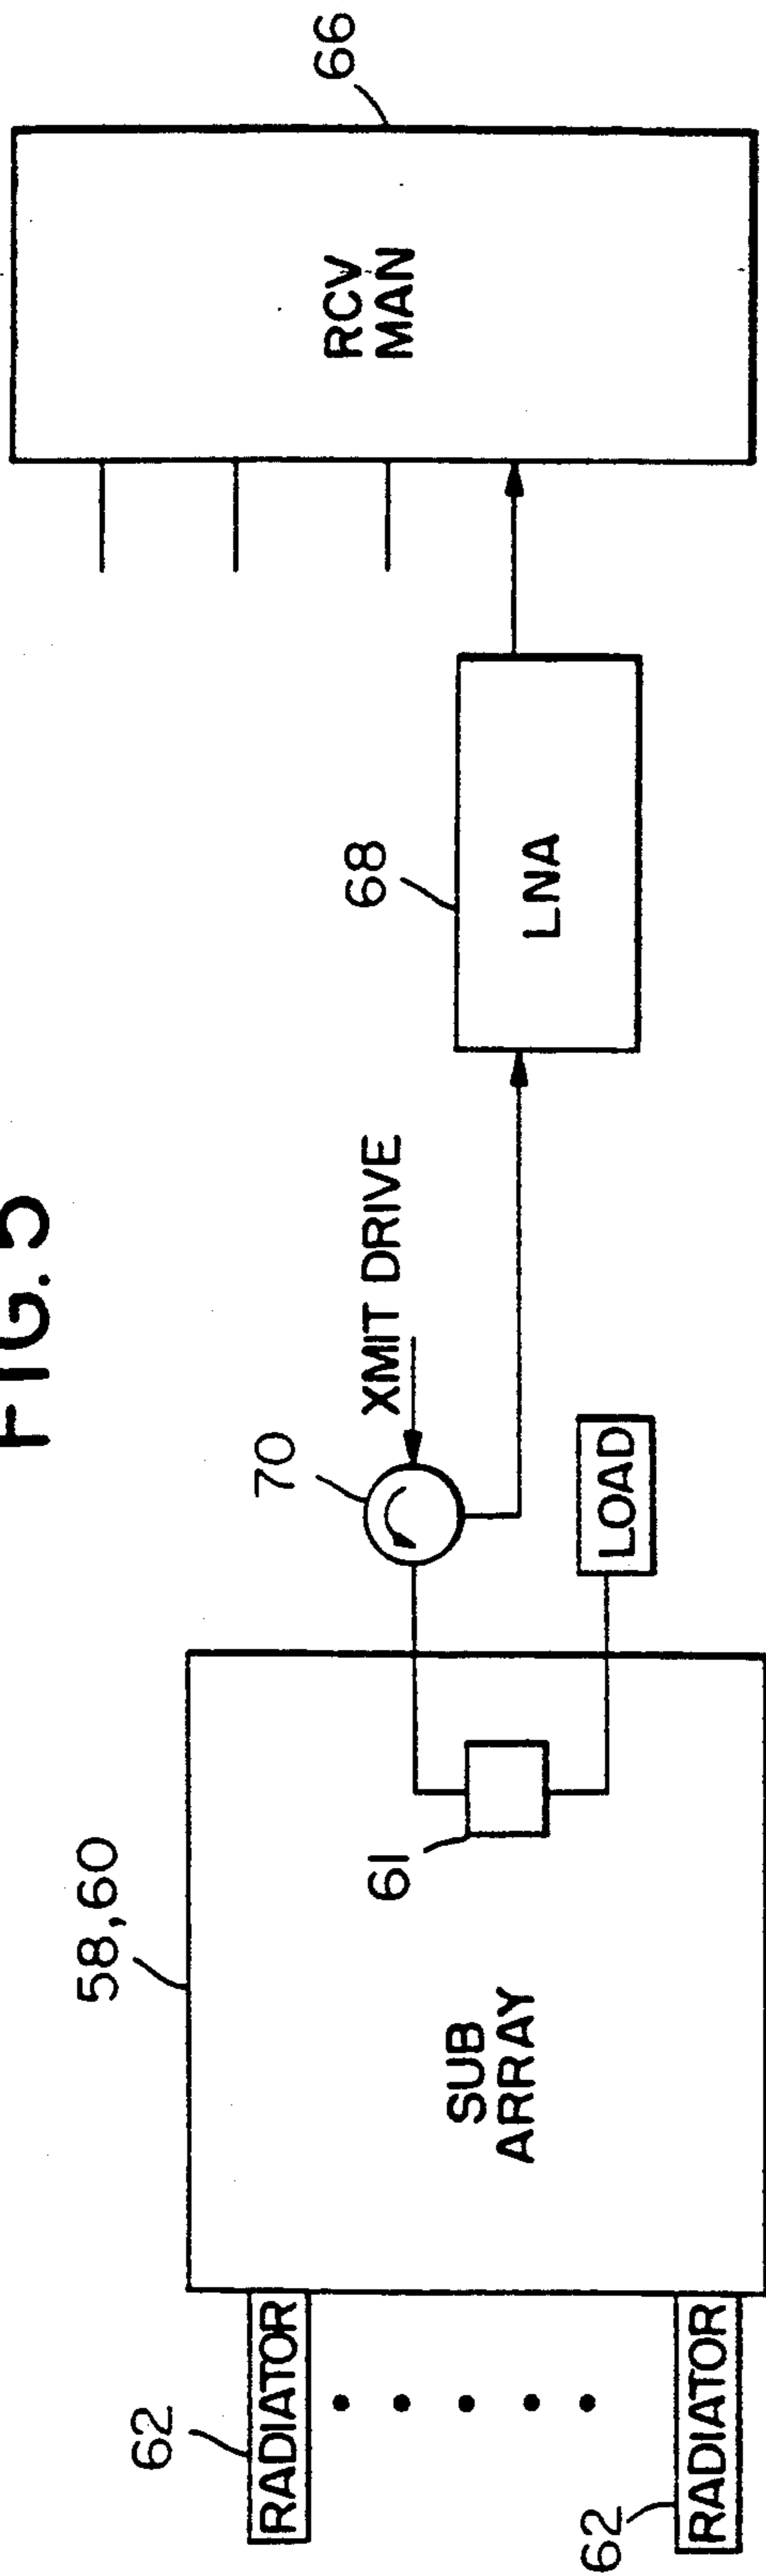 FIG. 5
62
RADIATOR
62
RADIATOR
58,60
SUB
ARRAY
61
70
XMIT DRIVE
LOAD
68
LNA
66
RCV
MAN